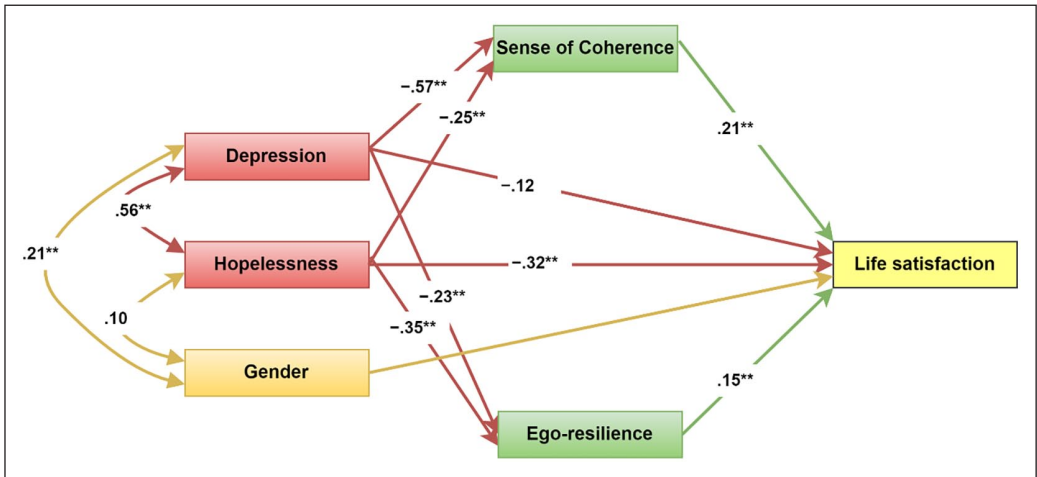 Sense of Coherence
−.57**
−.25**
.21**
Depression
−.12
.56**
.21**
Hopelessness
−.32**
Life satisfaction
−.23**
.10
−.35**
Gender
.15**
Ego-resilience